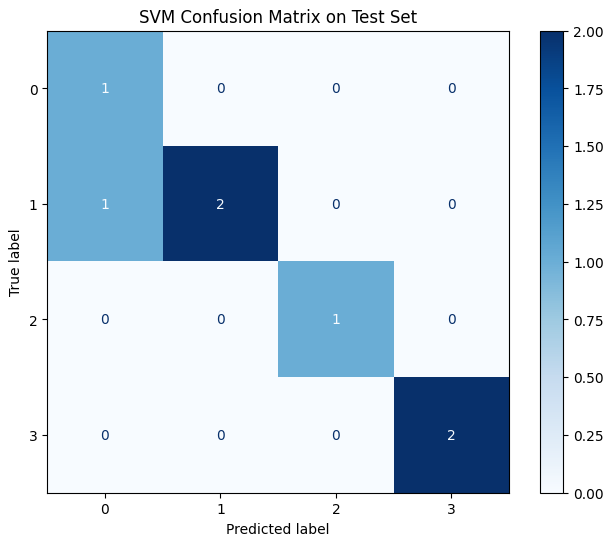 SVM Confusion Matrix on Test Set
True label
0 1 0 0 0
1 1 2 0 0
2 0 0 1 0
3 0 0 0 2
0 1 2 3
Predicted label
2.00
1.75
1.50
1.25
1.00
0.75
0.50
0.25
0.00